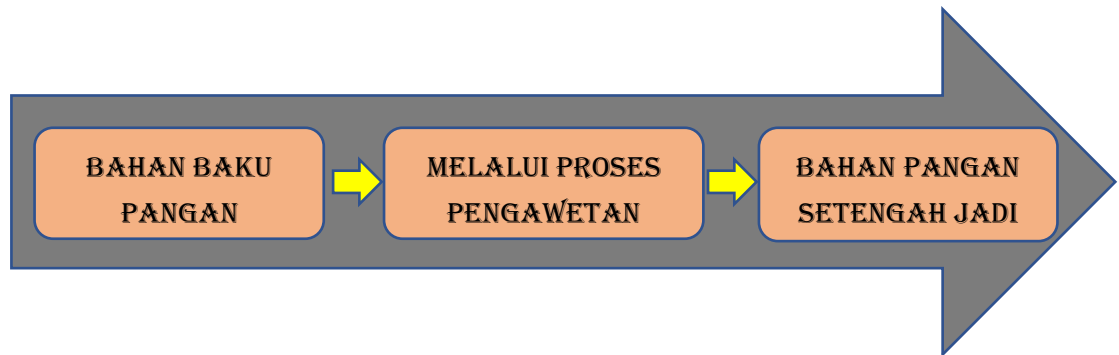 BAHAN BAKU
PANGAN
MELALUI PROSES
PENGAWETAN
BAHAN PANGAN
SETENGAH JADI